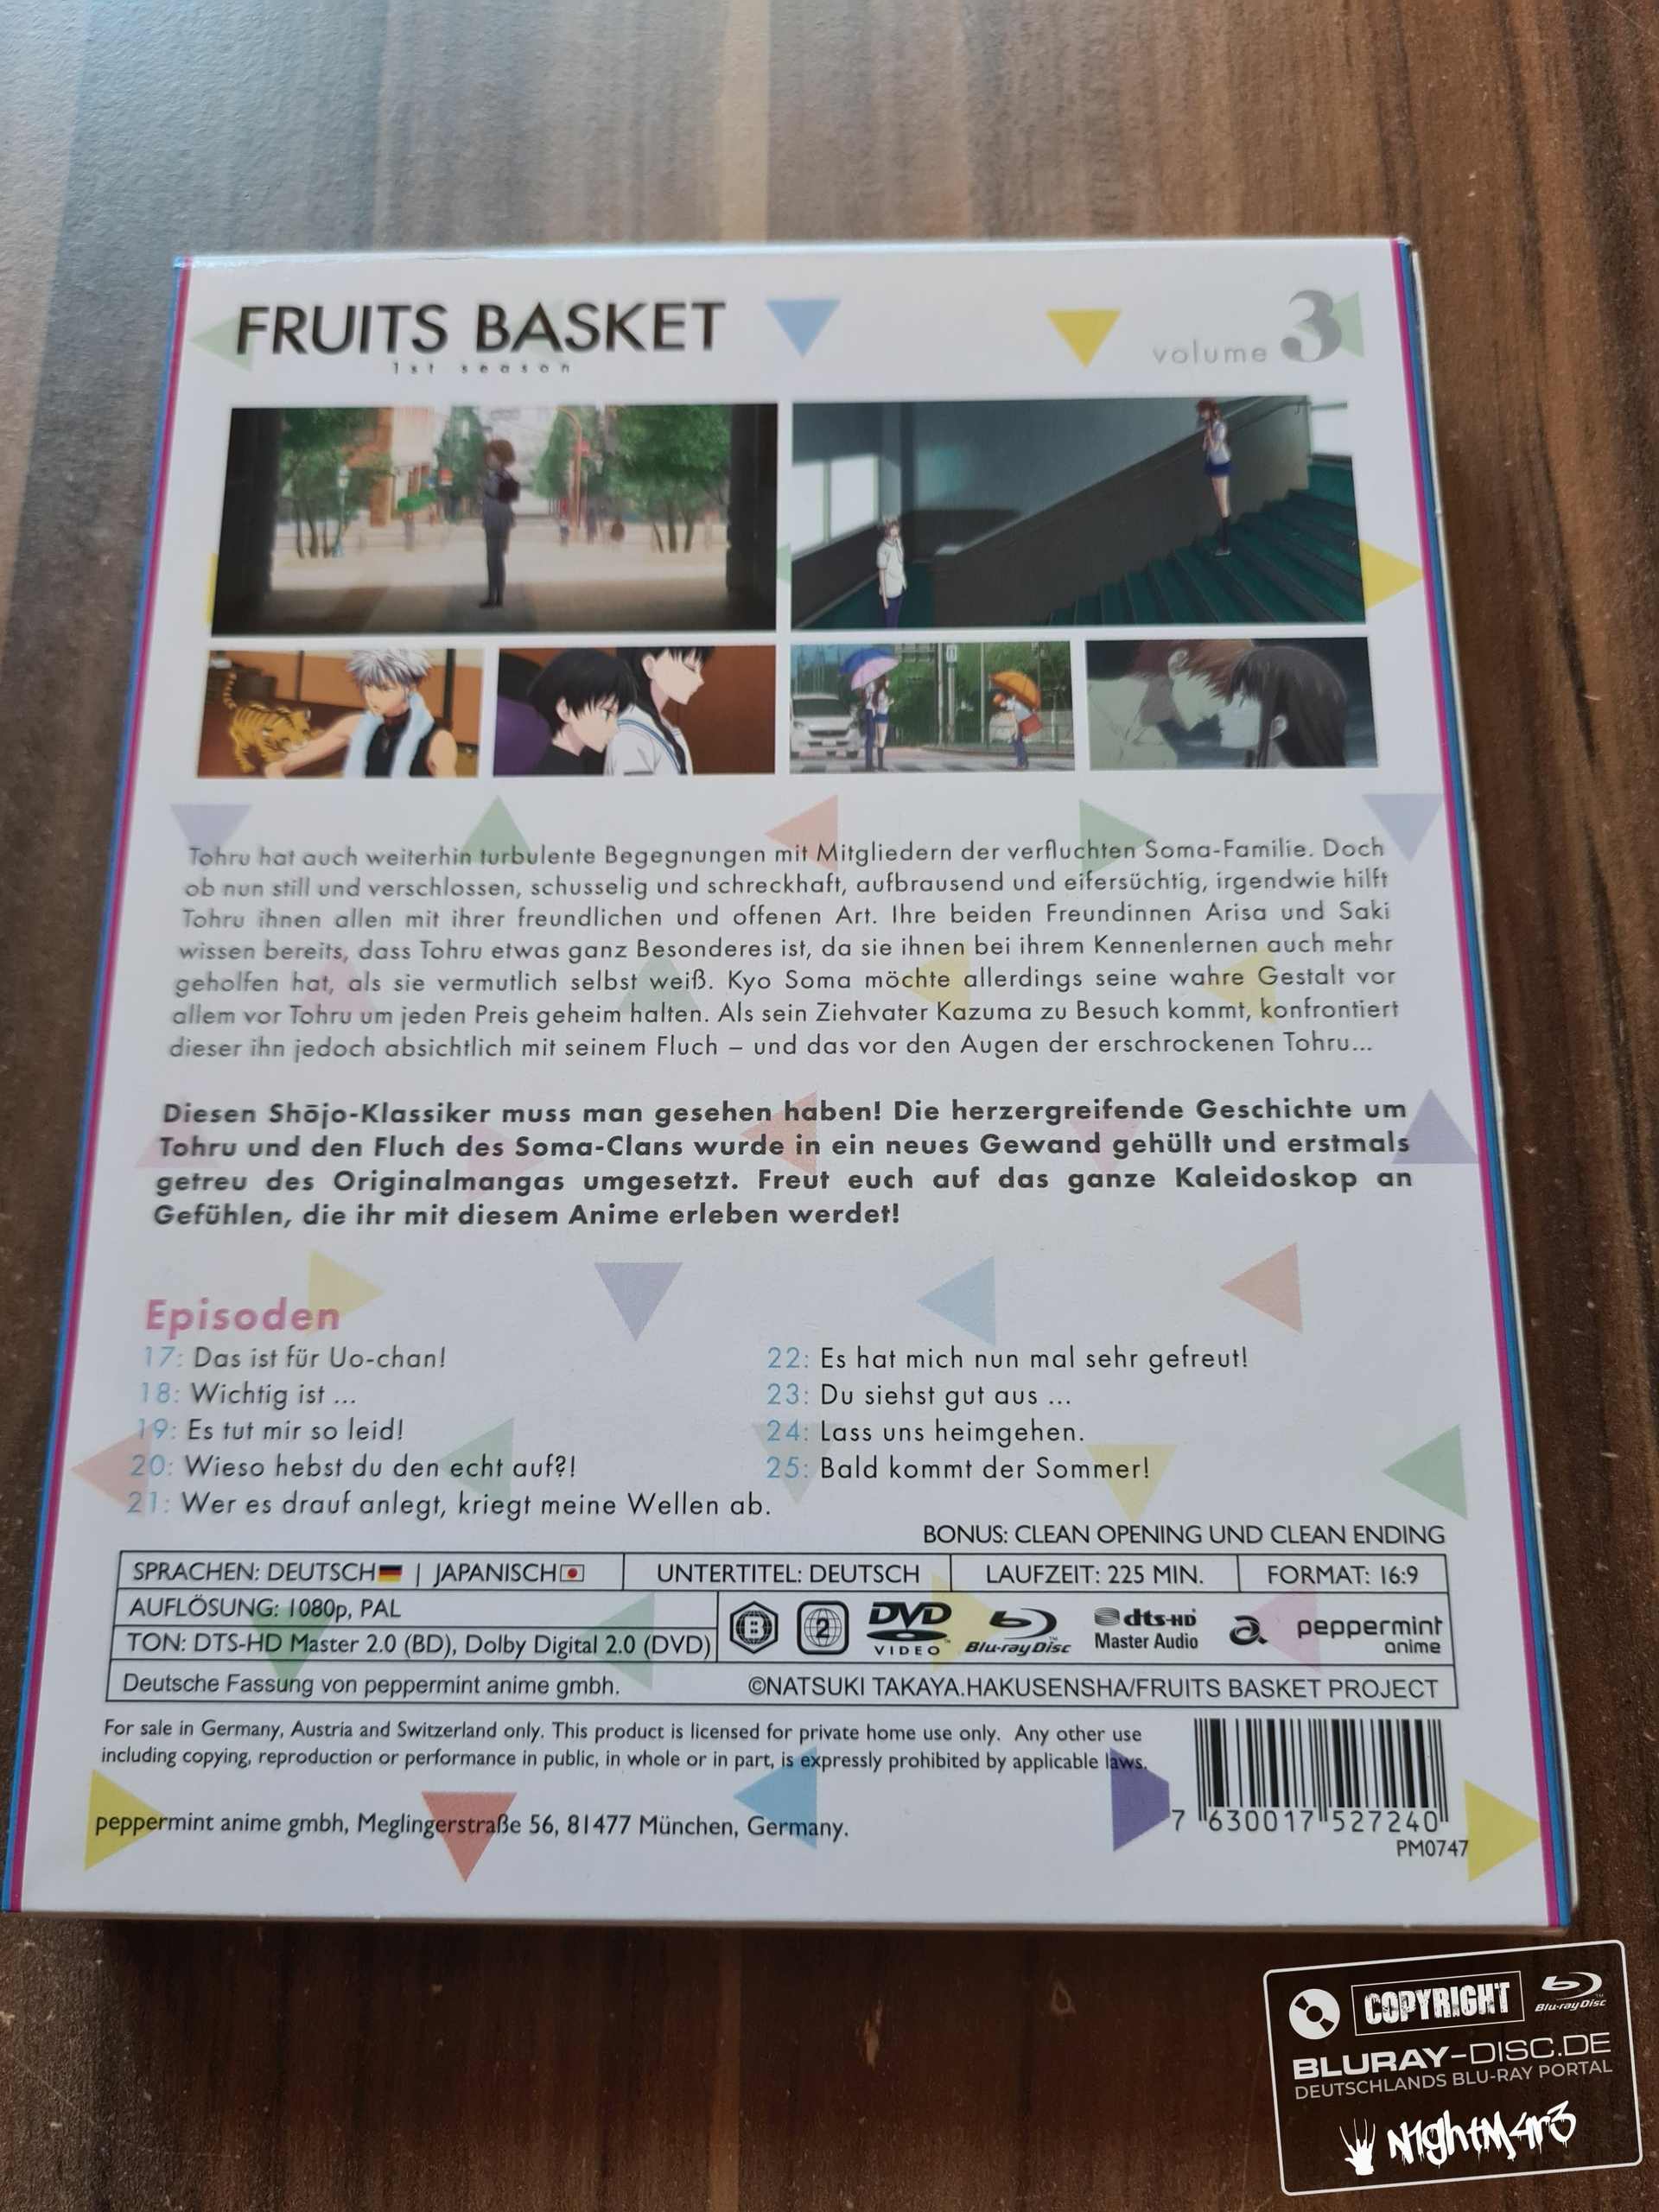 FRUITS BASKET
1st season
volume 3
Tohru hat auch weiterhin turbulente Begegnungen mit Mitgliedern der verfluchten Soma-Familie. Doch
ob nun still und verschlossen, schusselig und schreckhaft, aufbrausend und eifersüchtig, irgendwie hilft
Tohru ihnen allen mit ihrer freundlichen und offenen Art. Ihre beiden Freundinnen Arisa und Saki
wissen bereits, dass Tohru etwas ganz Besonderes ist, da sie ihnen bei ihrem Kennenlernen auch mehr
geholfen hat, als sie vermutlich selbst weiß. Kyo Soma möchte allerdings seine wahre Gestalt vor
allem vor Tohru um jeden Preis geheim halten. Als sein Ziehvater Kazuma zu Besuch kommt, konfrontiert
dieser ihn jedoch absichtlich mit seinem Fluch – und das vor den Augen der erschrockenen Tohru...
Diesen Shōjo-Klassiker muss man gesehen haben! Die herzergreifende Geschichte um
Tohru und den Fluch des Soma-Clans wurde in ein neues Gewand gehüllt und erstmals
getreu des Originalmangas umgesetzt. Freut euch auf das ganze Kaleidoskop an
Gefühlen, die ihr mit diesem Anime erleben werdet!
Episoden
17: Das ist für Uo-chan!
18: Wichtig ist ...
19: Es tut mir so leid!
20: Wieso hebst du den echt auf?!
21: Wer es drauf anlegt, kriegt meine Wellen ab.
22: Es hat mich nun mal sehr gefreut!
23: Du siehst gut aus ...
24: Lass uns heimgehen.
25: Bald kommt der Sommer!
BONUS: CLEAN OPENING UND CLEAN ENDING
SPRACHEN: DEUTSCH | JAPANISCH
UNTERTITEL: DEUTSCH
LAUFZEIT: 225 MIN.
FORMAT: 16:9
AUFLÖSUNG: 1080p, PAL
TON: DTS-HD Master 2.0 (BD), Dolby Digital 2.0 (DVD)
B
2
DVD
VIDEO
Blu-ray Disc
dts-HD
Master Audio
a
peppermint
anime
Deutsche Fassung von peppermint anime gmbh.
©NATSUKI TAKAYA.HAKUSENSHA/FRUITS BASKET PROJECT
For sale in Germany, Austria and Switzerland only. This product is licensed for private home use only. Any other use
including copying, reproduction or performance in public, in whole or in part, is expressly prohibited by applicable laws.
peppermint anime gmbh, Meglingerstraße 56, 81477 München, Germany.
7 630017 527240
PM0747
COPYRIGHT
Blu-ray Disc
BLURAY-DISC.DE
DEUTSCHLANDS BLU-RAY PORTAL
N1ghtM4r3